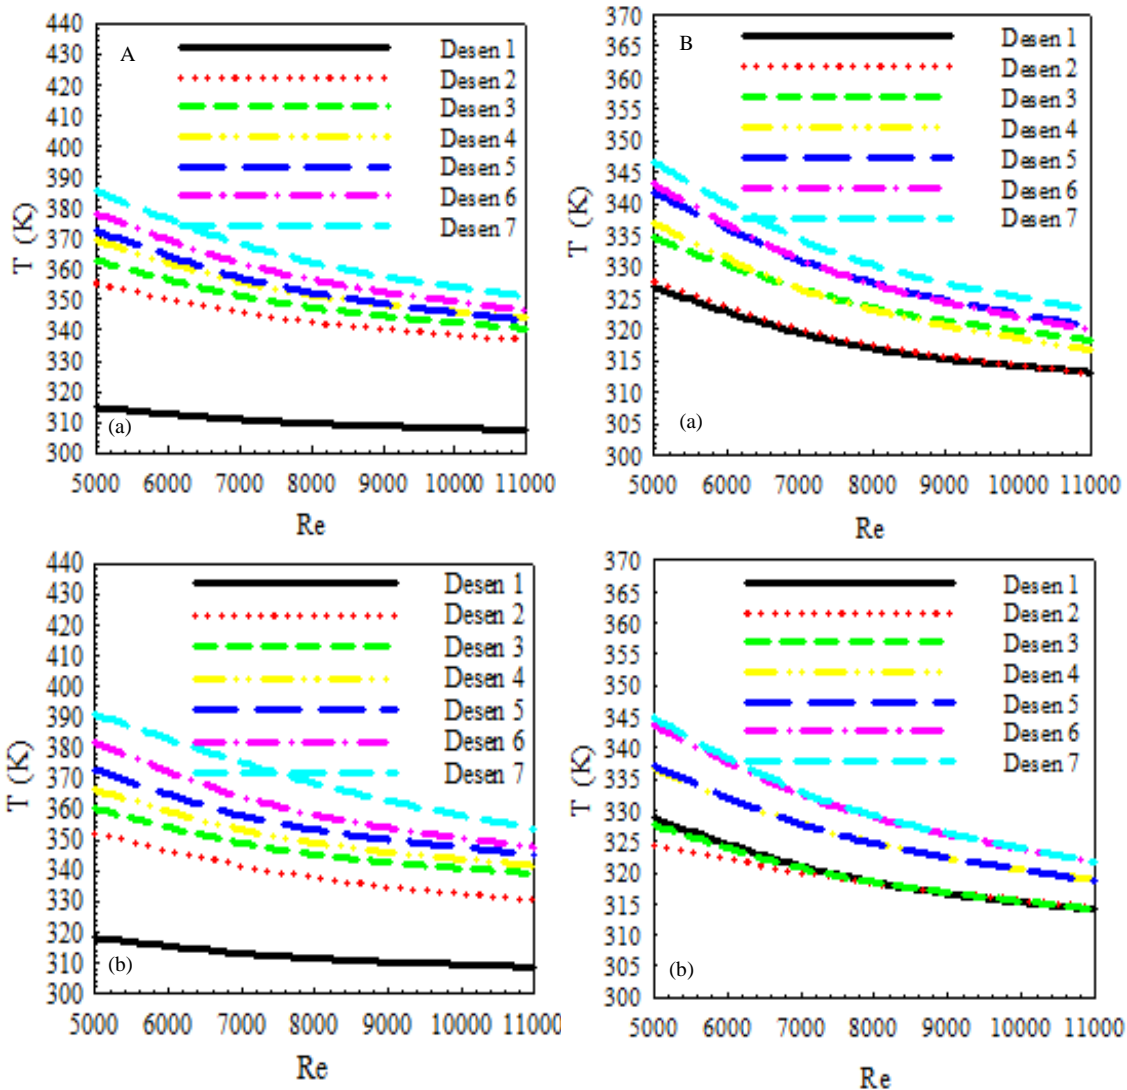 A
440
430
420
410
400
390
380
370
360
350
340
330
320
310
300
T (K)
Desen 1
Desen 2
Desen 3
Desen 4
Desen 5
Desen 6
Desen 7
(a)
5000 6000 7000 8000 9000 10000 11000
Re
B
370
365
360
355
350
345
340
335
330
325
320
315
310
305
300
T (K)
Desen 1
Desen 2
Desen 3
Desen 4
Desen 5
Desen 6
Desen 7
(a)
5000 6000 7000 8000 9000 10000 11000
Re
440
430
420
410
400
390
380
370
360
350
340
330
320
310
300
T (K)
Desen 1
Desen 2
Desen 3
Desen 4
Desen 5
Desen 6
Desen 7
(b)
5000 6000 7000 8000 9000 10000 11000
Re
370
365
360
355
350
345
340
335
330
325
320
315
310
305
300
T (K)
Desen 1
Desen 2
Desen 3
Desen 4
Desen 5
Desen 6
Desen 7
(b)
5000 6000 7000 8000 9000 10000 11000
Re